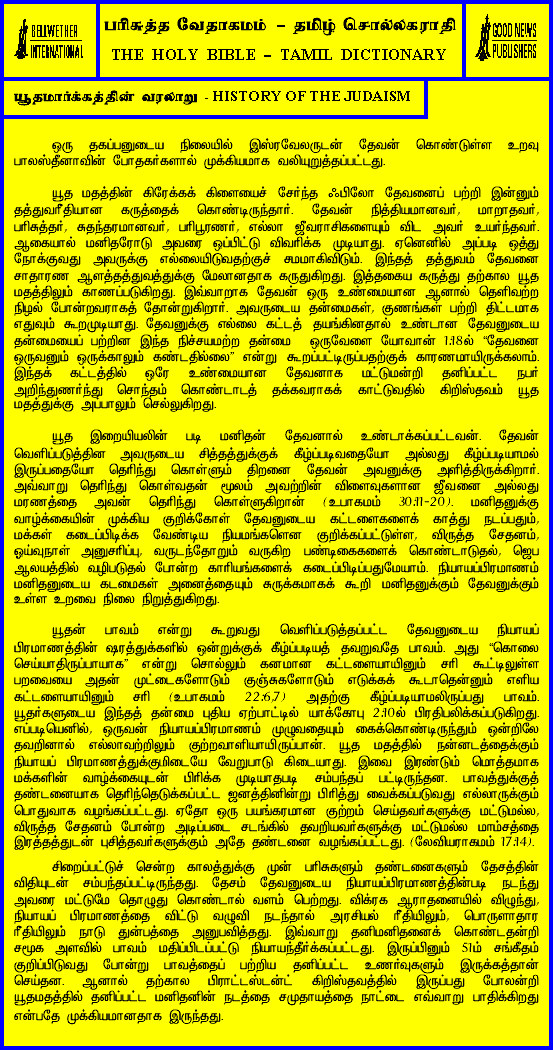 BELLWETHER
INTERNATIONAL
பரிசுத்த வேதாகமம் – தமிழ் சொல்லகராதி
THE HOLY BIBLE – TAMIL DICTIONARY
GOOD NEWS
PUBLISHERS
யூதமார்க்கத்தின் வரலாறு - HISTORY OF THE JUDAISM
ஒரு தகப்பனுடைய நிலையில் இஸ்ரவேலருடன் தேவன் கொண்டுள்ள உறவு
பாலஸ்தீனாவின் போதகர்களால் முக்கியமாக வலியுறுத்தப்பட்டது.
யூத மதத்தின் கிரேக்கக் கிளையைச் சேர்ந்த ஃபிலோ தேவனைப் பற்றி இன்னும்
தத்துவரீதியான கருத்தைக் கொண்டிருந்தார். தேவன் நித்தியமானவர், மாறாதவர்,
பரிசுத்தர், சுதந்தரமானவர், பரிபூரணர், எல்லா ஜீவராசிகளையும் விட அவர் உயர்ந்தவர்.
ஆகையால் மனிதரோடு அவரை ஒப்பிட்டு விவரிக்க முடியாது. ஏனெனில் அப்படி ஒத்து
நோக்குவது அவருக்கு எல்லையிடுவதற்குச் சமமாகிவிடும். இந்தத் தத்துவம் தேவனை
சாதாரண ஆளத்தத்துவத்துக்கு மேலானதாக கருதுகிறது. இத்தகைய கருத்து தற்கால யூத
மதத்திலும் காணப்படுகிறது. இவ்வாறாக தேவன் ஒரு உண்மையான ஆனால் தெளிவற்ற
நிழல் போன்றவராகத் தோன்றுகிறார். அவருடைய தன்மைகள், குணங்கள் பற்றி திட்டமாக
எதுவும் கூறமுடியாது. தேவனுக்கு எல்லை கட்டத் தயங்கினதால் உண்டான தேவனுடைய
தன்மையைப் பற்றின இந்த நிச்சயமற்ற தன்மை ஒருவேளை யோவான் 1:18ல் “தேவனை
ஒருவனும் ஒருக்காலும் கண்டதில்லை” என்று கூறப்பட்டிருப்பதற்குக் காரணமாயிருக்கலாம்.
இந்தக் கட்டத்தில் ஒரே உண்மையான தேவனாக மட்டுமன்றி தனிப்பட்ட நபர்
அறிந்துணர்ந்து சொந்தம் கொண்டாடத் தக்கவராகக் காட்டுவதில் கிறிஸ்தவம் யூத
மதத்துக்கு அப்பாலும் செல்லுகிறது.
யூத இறையியலின் படி மனிதன் தேவனால் உண்டாக்கப்பட்டவன். தேவன்
வெளிப்படுத்தின அவருடைய சித்தத்துக்குக் கீழ்ப்படிவதையோ அல்லது கீழ்ப்படியாமல்
இருப்பதையோ தெரிந்து கொள்ளும் திறனை தேவன் அவனுக்கு அளித்திருக்கிறார்.
அவ்வாறு தெரிந்து கொள்வதன் மூலம் அவற்றின் விளைவுகளான ஜீவனை அல்லது
மரணத்தை அவன் தெரிந்து கொள்ளுகிறான் (உபாகமம் 30:11-20). மனிதனுக்கு
வாழ்க்கையின் முக்கிய குறிக்கோள் தேவனுடைய கட்டளைகளைக் காத்து நடப்பதும்,
மக்கள் கடைப்பிடிக்க வேண்டிய நியமங்களென குறிக்கப்பட்டுள்ள, விருத்த சேதனம்,
ஓய்வுநாள் அனுசரிப்பு, வருடந்தோறும் வருகிற பண்டிகைகளைக் கொண்டாடுதல், ஜெப
ஆலயத்தில் வழிபடுதல் போன்ற காரியங்களைக் கடைப்பிடிப்பதுமேயாம். நியாயப்பிரமாணம்
மனிதனுடைய கடமைகள் அனைத்தையும் சுருக்கமாகக் கூறி மனிதனுக்கும் தேவனுக்கும்
உள்ள உறவை நிலை நிறுத்துகிறது.
யூதன் பாவம் என்று கூறுவது வெளிப்படுத்தப்பட்ட தேவனுடைய நியாயப்
பிரமாணத்தின் ஷரத்துக்களில் ஒன்றுக்குக் கீழ்ப்படியத் தவறுவதே பாவம். அது “கொலை
செய்யாதிருப்பாயாக” என்று சொல்லும் கனமான கட்டளையாயினும் சரி கூட்டிலுள்ள
பறவையை அதன் முட்டைகளோடும் குஞ்சுகளோடும் எடுக்கக் கூடாதென்னும் எளிய
கட்டளையாயினும் சரி (உபாகமம் 22:6,7) அதற்கு கீழ்ப்படியாமலிருப்பது பாவம்.
யூதர்களுடைய இந்தத் தன்மை புதிய ஏற்பாட்டில் யாக்கோபு 2:10ல் பிரதிபலிக்கப்படுகிறது.
எப்படியெனில், ஒருவன் நியாயப்பிரமாணம் முழுவதையும் கைக்கொண்டிருந்தும் ஒன்றிலே
தவறினால் எல்லாவற்றிலும் குற்றவாளியாயிருப்பான். யூத மதத்தில் நன்னடத்தைக்கும்
நியாயப் பிரமாணத்துக்குமிடையே வேறுபாடு கிடையாது. இவை இரண்டும் மொத்தமாக
மக்களின் வாழ்க்கையுடன் பிரிக்க முடியாதபடி சம்பந்தப் பட்டிருந்தன. பாவத்துக்குத்
தண்டனையாக தெரிந்தெடுக்கப்பட்ட ஜனத்தினின்று பிரித்து வைக்கப்படுவது எல்லாருக்கும்
பொதுவாக வழங்கப்பட்டது. ஏதோ ஒரு பயங்கரமான குற்றம் செய்தவர்களுக்கு மட்டுமல்ல,
விருத்த சேதனம் போன்ற அடிப்படை சடங்கில் தவறியவர்களுக்கு மட்டுமல்ல மாம்சத்தை
இரத்தத்துடன் புசித்தவர்களுக்கும் அதே தண்டனை வழங்கப்பட்டது. (லேவியராகமம் 17:14).
சிறைப்பட்டுச் சென்ற காலத்துக்கு முன் பரிசுகளும் தண்டனைகளும் தேசத்தின்
விதியுடன் சம்பந்தப்பட்டிருந்தது. தேசம் தேவனுடைய நியாயப்பிரமாணத்தின்படி நடந்து
அவரை மட்டுமே தொழுது கொண்டால் வளம் பெற்றது. விக்ரக ஆராதனையில் விழுந்து,
நியாயப் பிரமாணத்தை விட்டு வழுவி நடந்தால் அரசியல் ரீதியிலும், பொருளாதார
ரீதியிலும் நாடு துன்பத்தை அனுபவித்தது. இவ்வாறு தனிமனிதனைக் கொண்டதன்றி
சமூக அளவில் பாவம் மதிப்பிடப்பட்டு நியாயந்தீர்க்கப்பட்டது. இருப்பினும் 51ம் சங்கீதம்
குறிப்பிடுவது போன்று பாவத்தைப் பற்றிய தனிப்பட்ட உணர்வுகளும் இருக்கத்தான்
செய்தன. ஆனால் தற்கால பிராட்டஸ்டன்ட் கிறிஸ்தவத்தில் இருப்பது போலன்றி
யூதமதத்தில் தனிப்பட்ட மனிதனின் நடத்தை சமுதாயத்தை நாட்டை எவ்வாறு பாதிக்கிறது
என்பதே முக்கியமானதாக இருந்தது.